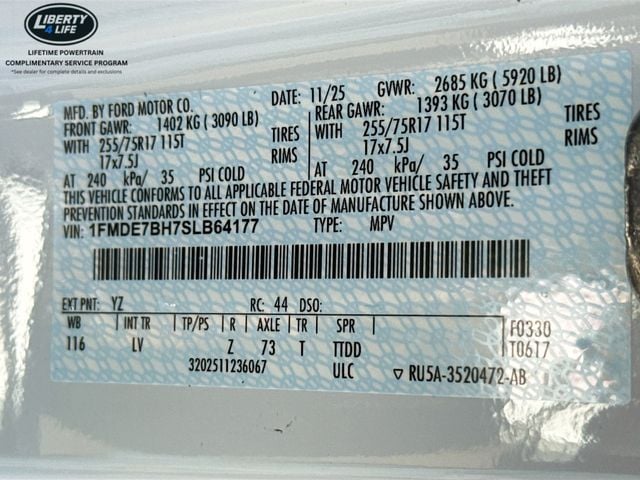 LIBERTY
4 LIFE
LIFETIME POWERTRAIN
COMPLIMENTARY SERVICE PROGRAM
*See dealer for complete details and exclusions
MFD. BY FORD MOTOR CO. DATE: 11/25 GVWR: 2685 KG ( 5920 LB)
FRONT GAWR: 1402 KG ( 3090 LB) REAR GAWR: 1393 KG ( 3070 LB)
WITH 255/75R17 115T TIRES WITH 255/75R17 115T TIRES
17x7.5J RIMS 17x7.5J RIMS
AT 240 kPa/ 35 PSI COLD AT 240 kPa/ 35 PSI COLD
THIS VEHICLE CONFORMS TO ALL APPLICABLE FEDERAL MOTOR VEHICLE SAFETY AND THEFT
PREVENTION STANDARDS IN EFFECT ON THE DATE OF MANUFACTURE SHOWN ABOVE.
VIN: 1FMDE7BH7SLB64177 TYPE: MPV
EXT PNT: YZ RC: 44 DSO:
WB INT TR TP/PS R AXLE TR SPR F0330
116 LV Z 73 T TTDD T0617
3202511236067 ULC RU5A-3520472-AB